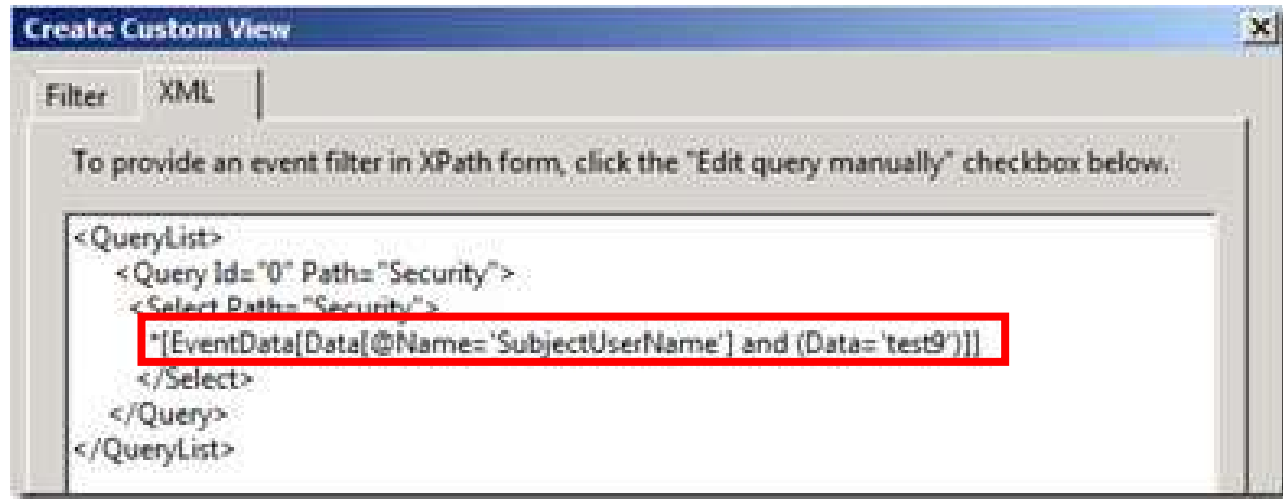 Create Custom View
Filter XML
To provide an event filter in XPath form, click the "Edit query manually" checkbox below.
<QueryList>
<Query Id="0" Path="Security">
<Select Path="Security">
*[EventData[Data[@Name='SubjectUserName'] and (Data='test9')]]
</Select>
</Query>
</QueryList>